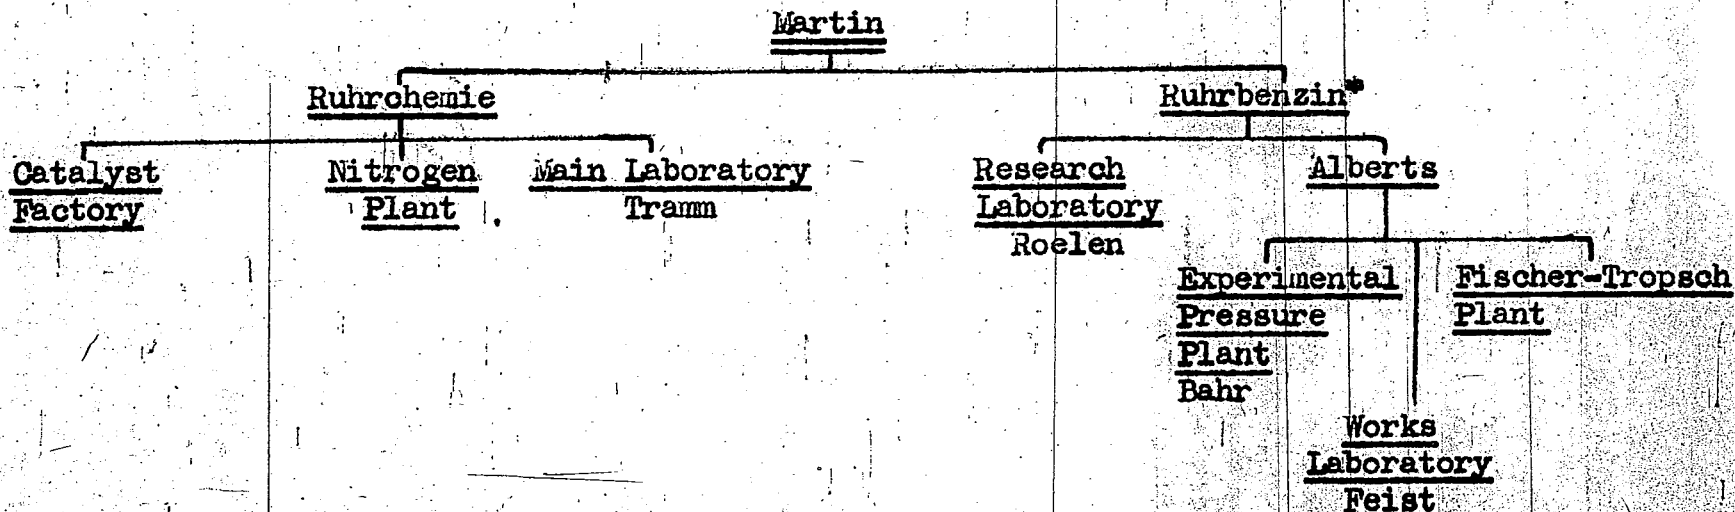 Martin
Ruhrchemie
Ruhrbenzin*
Catalyst
Factory
Nitrogen
Plant
Main Laboratory
Tramm
Research
Laboratory
Roelen
Alberts
Experimental
Pressure
Plant
Bahr
Fischer-Tropsch
Plant
Works
Laboratory
Feist